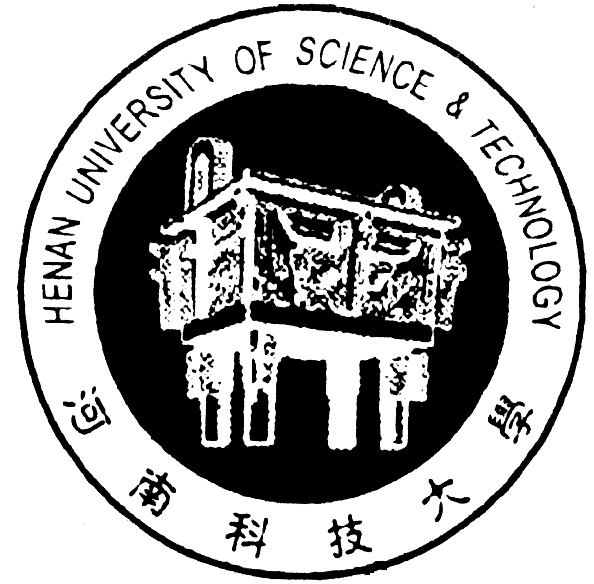 HENAN UNIVERSITY OF SCIENCE & TECHNOLOGY
河南科技大學